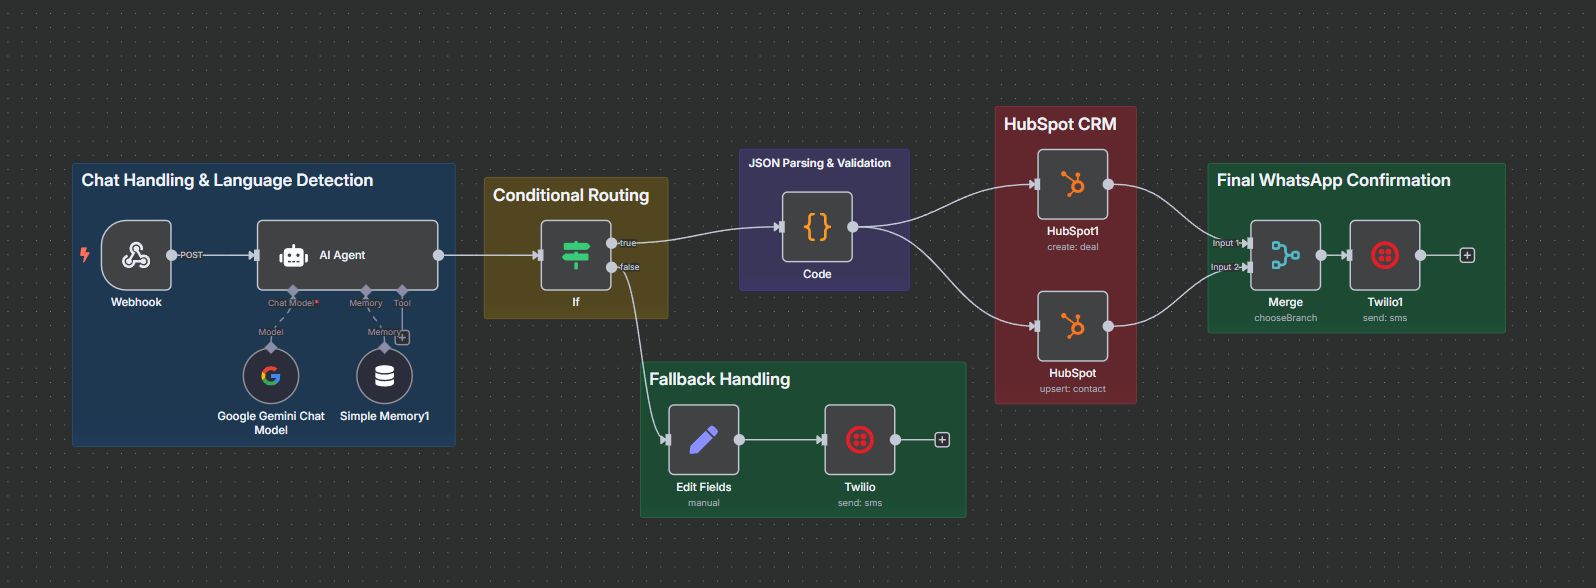 Chat Handling & Language Detection
POST
Webhook
AI Agent
Chat Model*
Memory
Tool
Model
Memory
Google Gemini Chat
Model
Simple Memory1
Conditional Routing
true
false
If
JSON Parsing & Validation
{}
Code
Fallback Handling
Edit Fields
manual
Twilio
send: sms
HubSpot CRM
HubSpot1
create: deal
HubSpot
upsert: contact
Final WhatsApp Confirmation
Input 1
Input 2
Merge
chooseBranch
Twilio1
send: sms